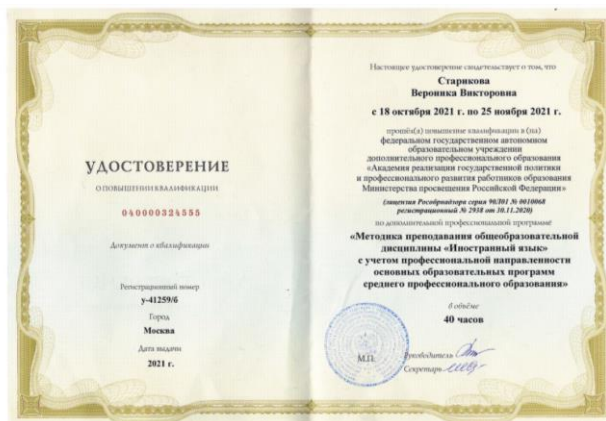 УДОСТОВЕРЕНИЕ
О ПОВЫШЕНИИ КВАЛИФИКАЦИИ
040000324555
Документ о квалификации
Регистрационный номер
у-41259/б
Город
Москва
Дата выдачи
2021 г.
Настоящее удостоверение свидетельствует о том, что
Старикова
Вероника Викторовна
с 18 октября 2021 г. по 25 ноября 2021 г.
прошёл(а) повышение квалификации в (на)
федеральном государственном автономном
образовательном учреждении
дополнительного профессионального образования
«Академия реализации государственной политики
и профессионального развития работников образования
Министерства просвещения Российской Федерации»
(лицензия Рособрнадзора серия 90Л01 № 0010068
регистрационный № 2938 от 30.11.2020)
по дополнительной профессиональной программе
«Методика преподавания общеобразовательной
дисциплины «Иностранный язык»
с учетом профессиональной направленности
основных образовательных программ
среднего профессионального образования»
в объёме
40 часов
М.П.
Руководитель
Секретарь